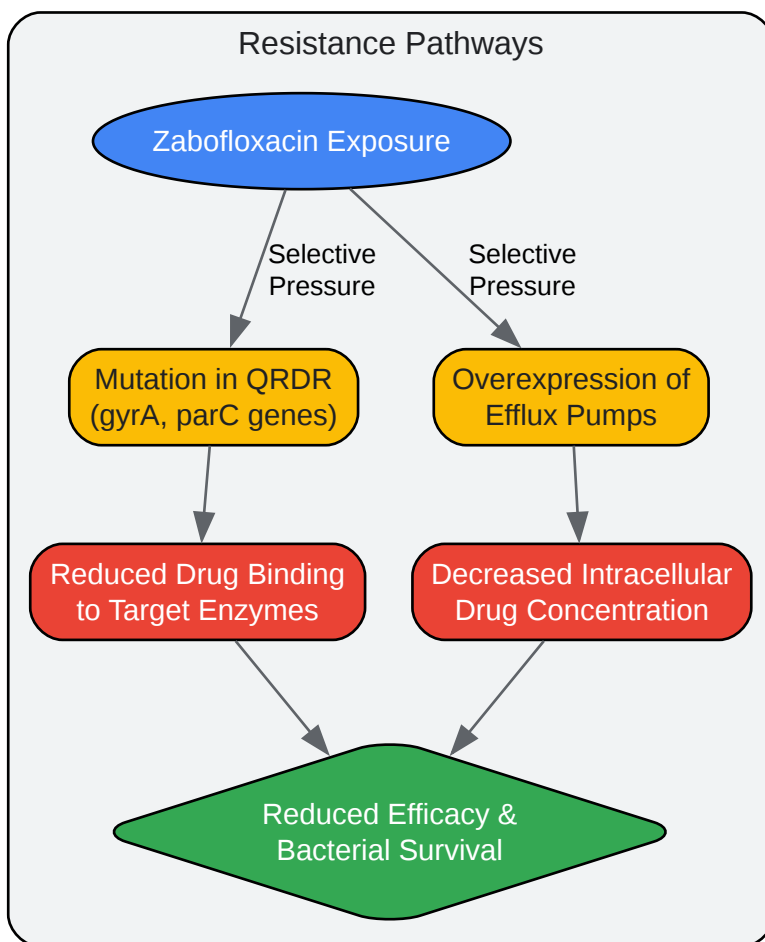 Resistance Pathways
Zabofloxacin Exposure
Selective
Pressure
Selective
Pressure
Mutation in QRDR
(gyrA, parC genes)
Overexpression of
Efflux Pumps
Reduced Drug Binding
to Target Enzymes
Decreased Intracellular
Drug Concentration
Reduced Efficacy &
Bacterial Survival